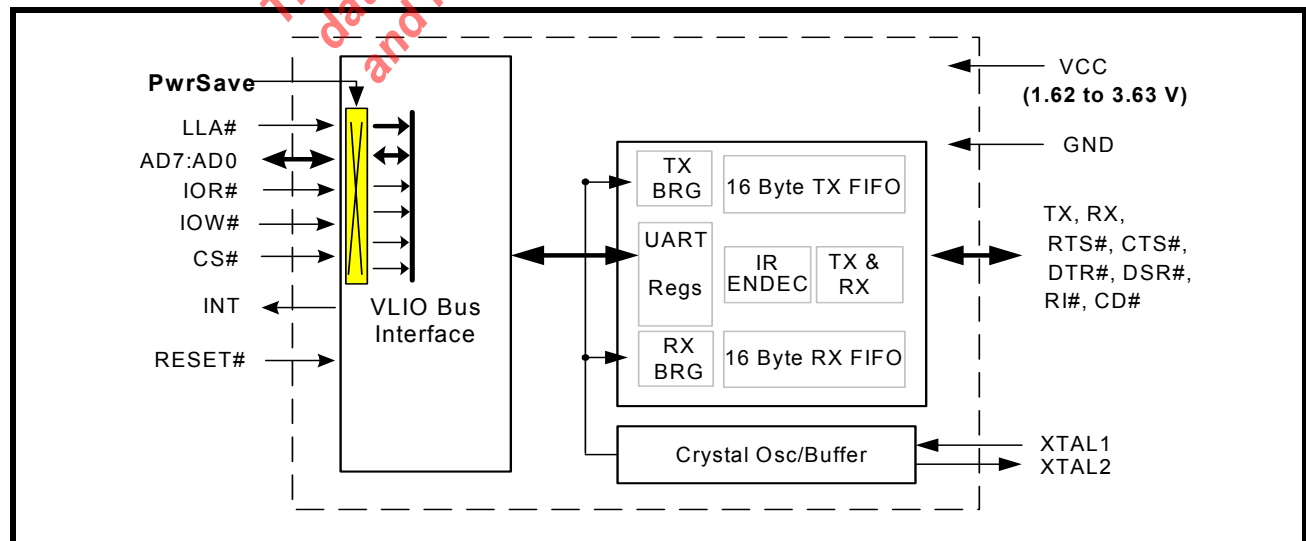 PwrSave
LLA#
AD7:AD0
IOR#
IOW#
CS#
INT
RESET#
VLIO Bus
Interface
TX
BRG
16 Byte TX FIFO
UART
Regs
IR
ENDEC
TX &
RX
RX
BRG
16 Byte RX FIFO
Crystal Osc/Buffer
VCC
(1.62 to 3.63 V)
GND
TX, RX,
RTS#, CTS#,
DTR#, DSR#,
RI#, CD#
XTAL1
XTAL2
and